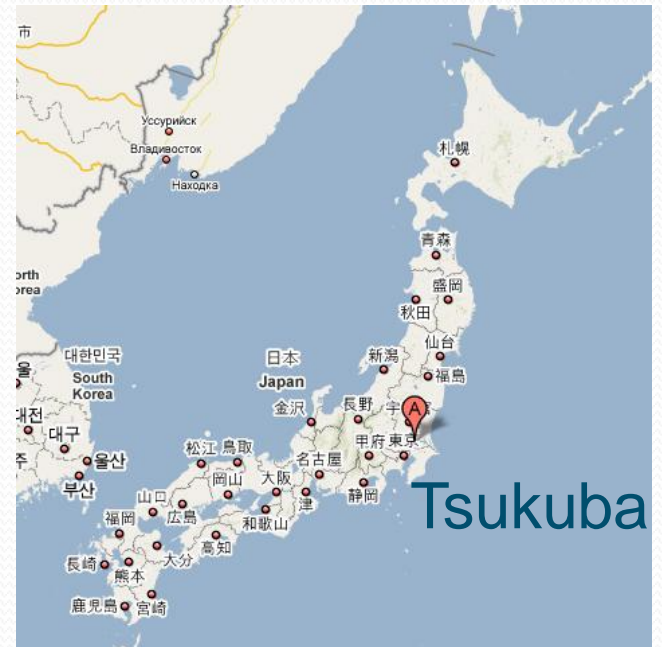 市
Уссурийск
Владивосток
Находка
札幌
青森
orth
orea
盛岡
秋田
仙台
新潟
福島
울
대한민국
South
Korea
日本
Japan
A
金沢
長野
宇
대전
대구
甲府
東京
주
울산
松江
鳥取
名古屋
부산
岡山
大阪
静岡
Tsukuba
山口
広島
津
福岡
和歌山
高知
大分
長崎
熊本
鹿児島
宮崎